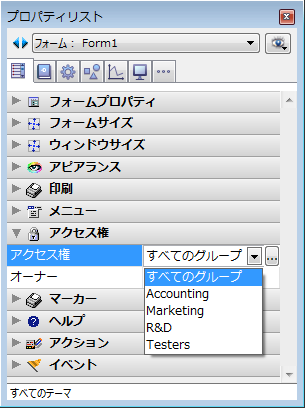 プロパティリスト
フォーム： Form1
フォームプロパティ
フォームサイズ
ウィンドウサイズ
アピアランス
印刷
メニュー
アクセス権
アクセス権 すべてのグループ ...
オーナー すべてのグループ
Accounting
Marketing
R&D
Testers
マーカー
ヘルプ
アクション
イベント
すべてのテーマ